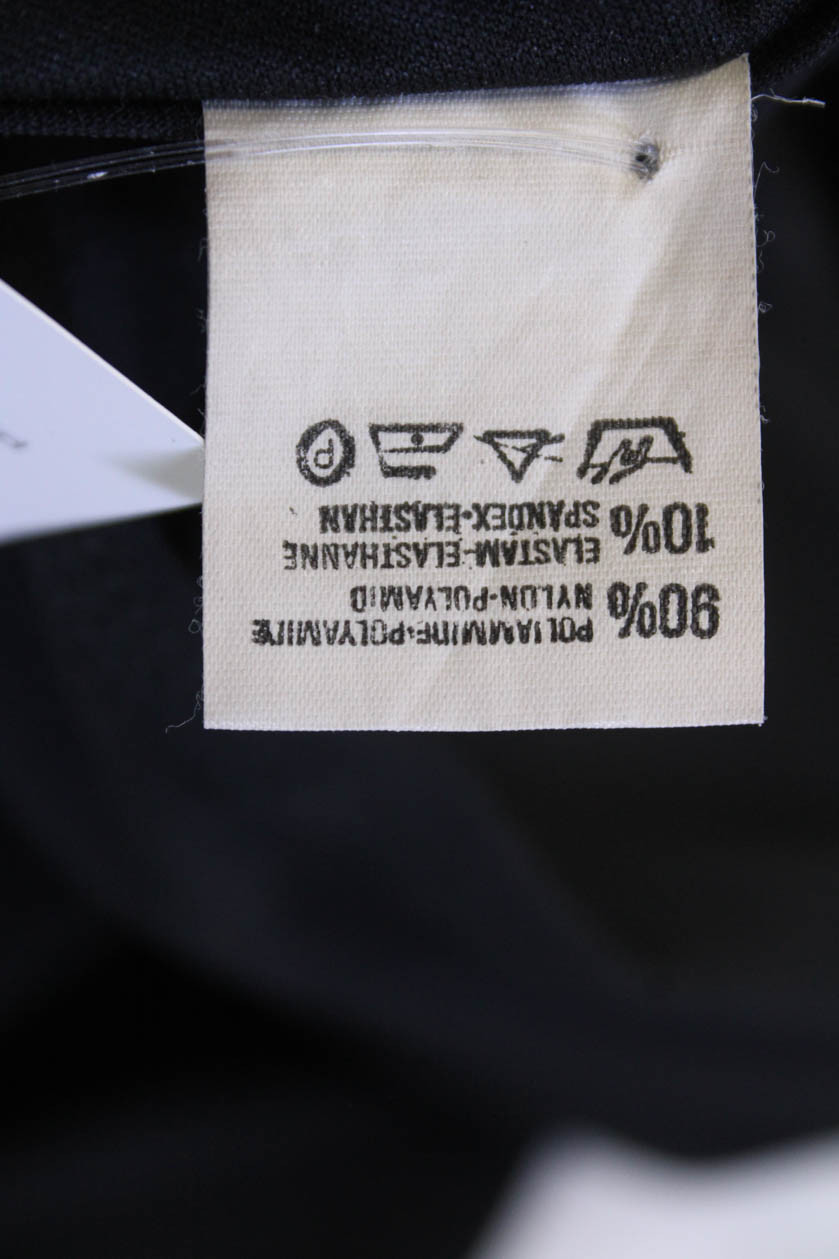 90% POLIAMMIDE-POLYAMIDE
NYLON-POLYAMID
10% ELASTAM-ELASTHANNE
SPANDEX-ELASTHAN
P